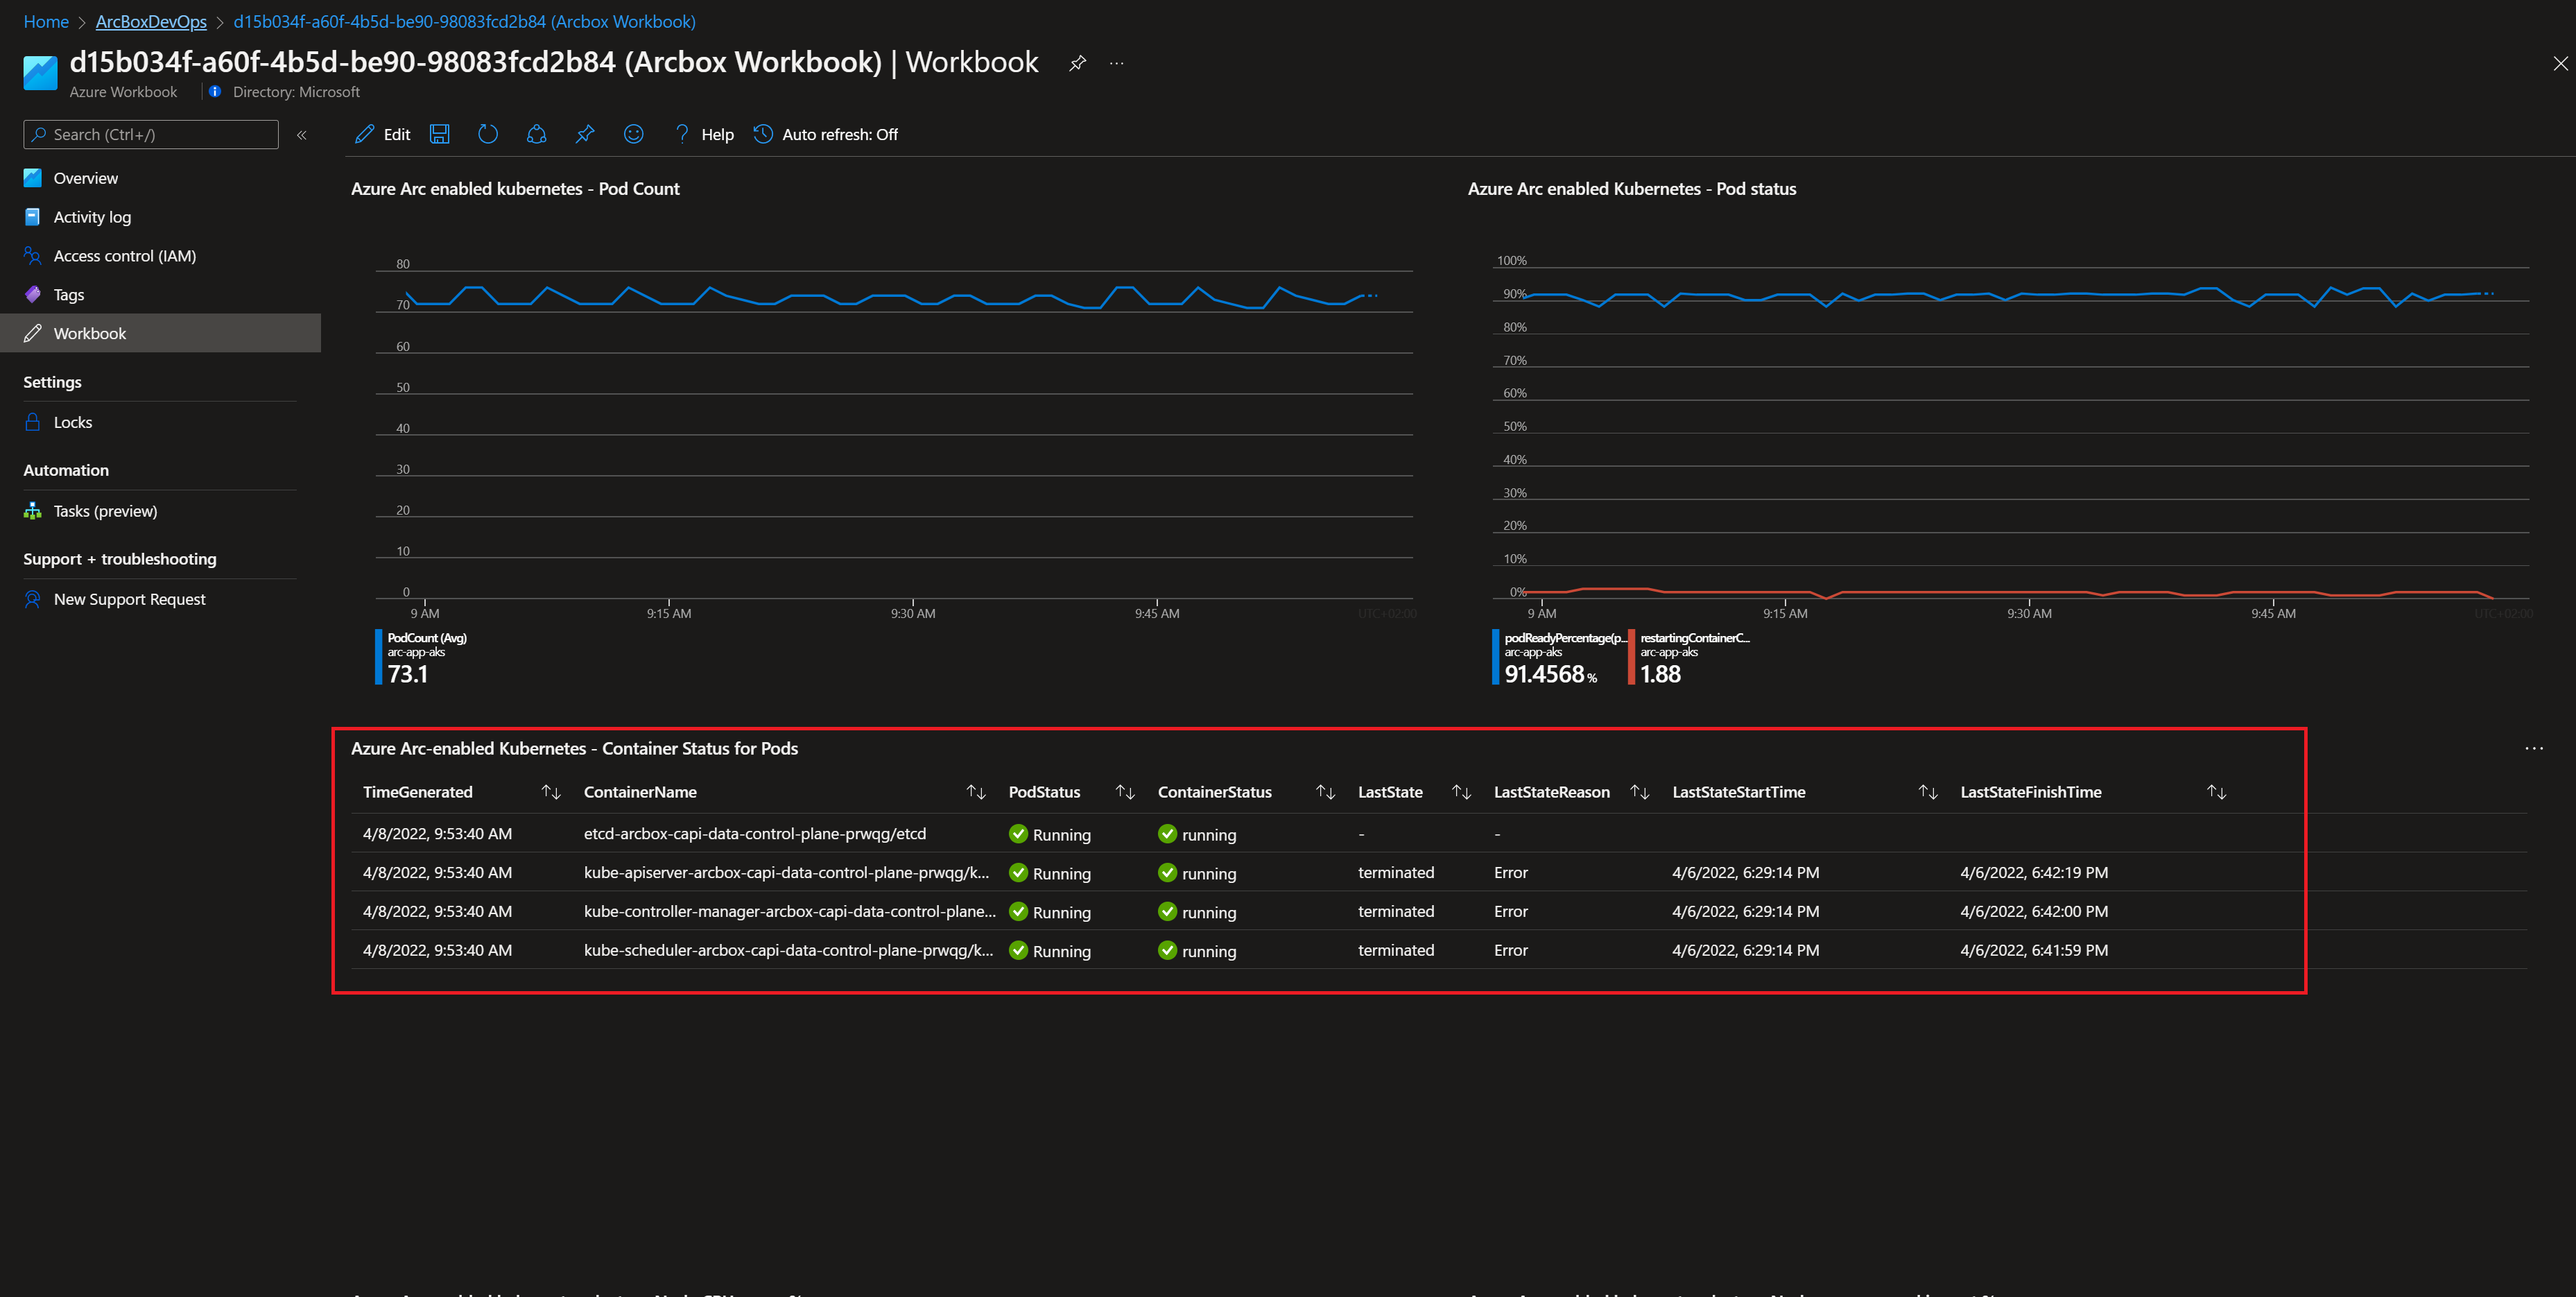 Home > ArcBoxDevOps > d15b034f-a60f-4b5d-be90-98083fcd2b84 (Arcbox Workbook)
d15b034f-a60f-4b5d-be90-98083fcd2b84 (Arcbox Workbook) | Workbook ...
Azure Workbook | Directory: Microsoft
Search (Ctrl+/) «
Edit Help Auto refresh: Off
Overview
Activity log
Access control (IAM)
Tags
Workbook
Settings
Locks
Automation
Tasks (preview)
Support + troubleshooting
New Support Request
Azure Arc enabled kubernetes - Pod Count
80
70
60
50
40
30
20
10
0
9 AM 9:15 AM 9:30 AM 9:45 AM UTC+02:00
PodCount (Avg)
arc-app-aks
73.1
Azure Arc enabled Kubernetes - Pod status
100%
90%
80%
70%
60%
50%
40%
30%
20%
10%
0%
9 AM 9:15 AM 9:30 AM 9:45 AM UTC+02:00
podReadyPercentage(p... restartingContainerC...
arc-app-aks arc-app-aks
91.4568 % 1.88
Azure Arc-enabled Kubernetes - Container Status for Pods ...
TimeGenerated ↑↓ ContainerName ↑↓ PodStatus ↑↓ ContainerStatus ↑↓ LastState ↑↓ LastStateReason ↑↓ LastStateStartTime ↑↓ LastStateFinishTime ↑↓
4/8/2022, 9:53:40 AM etcd-arcbox-capi-data-control-plane-prwqg/etcd Running running - -
4/8/2022, 9:53:40 AM kube-apiserver-arcbox-capi-data-control-plane-prwqg/k... Running running terminated Error 4/6/2022, 6:29:14 PM 4/6/2022, 6:42:19 PM
4/8/2022, 9:53:40 AM kube-controller-manager-arcbox-capi-data-control-plane... Running running terminated Error 4/6/2022, 6:29:14 PM 4/6/2022, 6:42:00 PM
4/8/2022, 9:53:40 AM kube-scheduler-arcbox-capi-data-control-plane-prwqg/k... Running running terminated Error 4/6/2022, 6:29:14 PM 4/6/2022, 6:41:59 PM